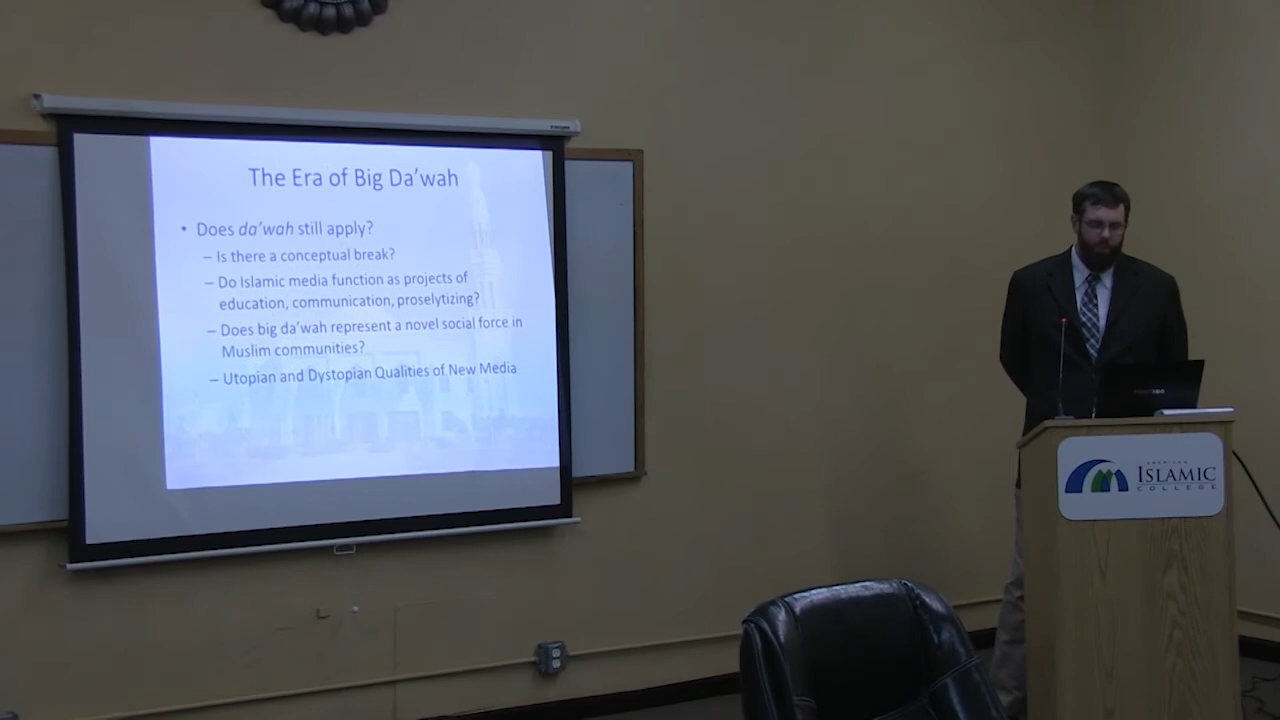 The Era of Big Da'wah
• Does da'wah still apply?
– Is there a conceptual break?
– Do Islamic media function as projects of
education, communication, proselytizing?
– Does big da'wah represent a novel social force in
Muslim communities?
– Utopian and Dystopian Qualities of New Media
AMERICAN
ISLAMIC
COLLEGE